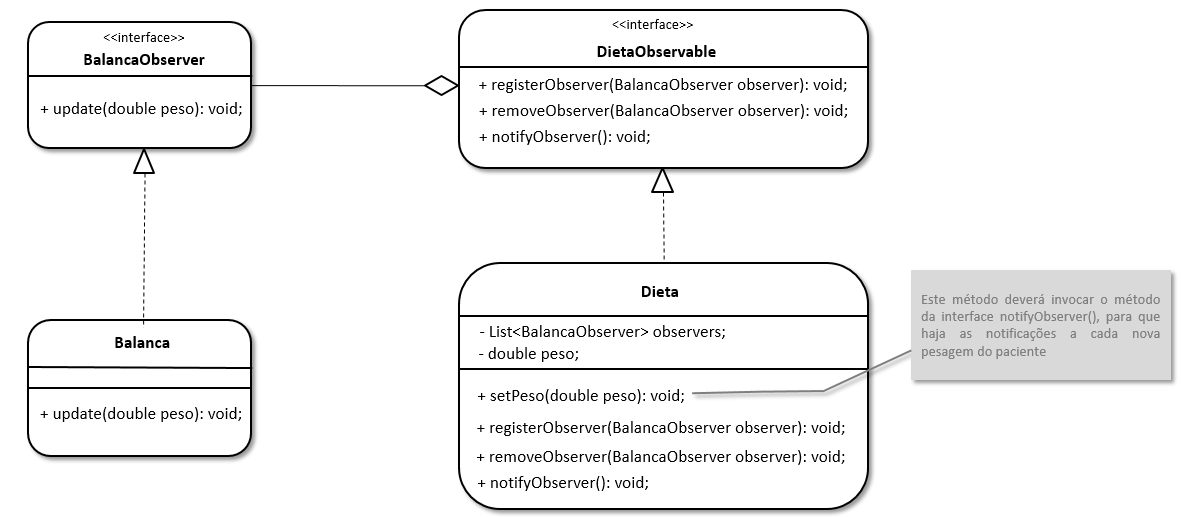 <<interface>>
BalancaObserver
+ update(double peso): void;
<<interface>>
DietaObservable
+ registerObserver(BalancaObserver observer): void;
+ removeObserver(BalancaObserver observer): void;
+ notifyObserver(): void;
Balanca
+ update(double peso): void;
Dieta
- List<BalancaObserver> observers;
- double peso;
+ setPeso(double peso): void;
+ registerObserver(BalancaObserver observer): void;
+ removeObserver(BalancaObserver observer): void;
+ notifyObserver(): void;
Este método deverá invocar o método
da interface notifyObserver(), para que
haja as notificações a cada nova
pesagem do paciente